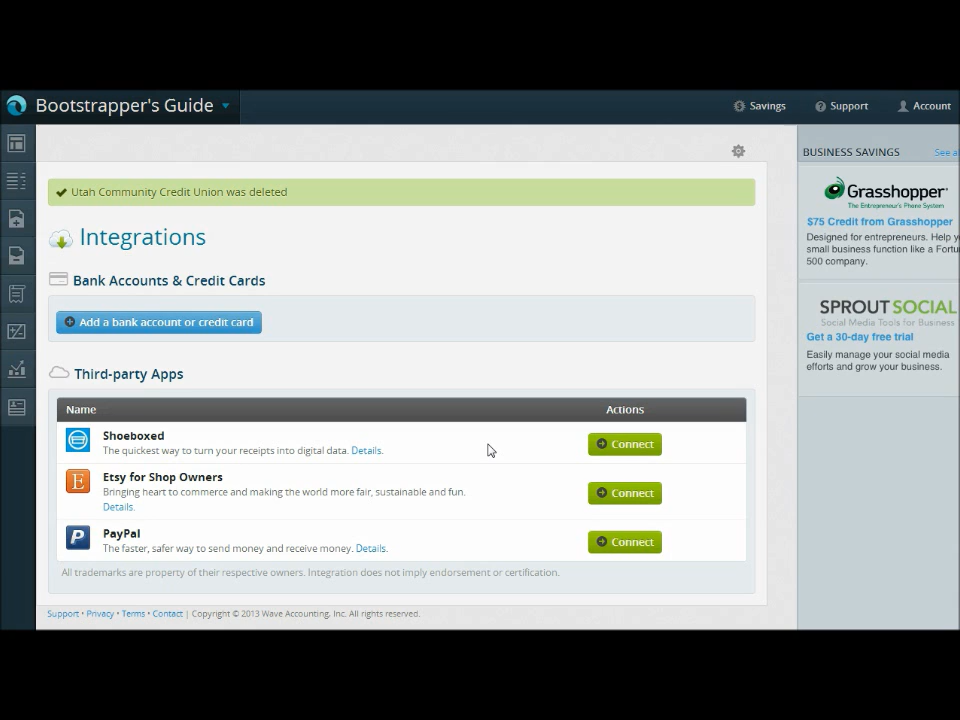 Bootstrapper's Guide
Savings
Support
Account
Utah Community Credit Union was deleted
Integrations
Bank Accounts & Credit Cards
Add a bank account or credit card
Third-party Apps
Name
Actions
Shoeboxed
The quickest way to turn your receipts into digital data. Details.
Connect
Etsy for Shop Owners
Bringing heart to commerce and making the world more fair, sustainable and fun.
Details.
Connect
PayPal
The faster, safer way to send money and receive money. Details.
Connect
All trademarks are property of their respective owners. Integration does not imply endorsement or certification.
Support • Privacy • Terms • Contact | Copyright © 2013 Wave Accounting, Inc. All rights reserved.
BUSINESS SAVINGS
See a
Grasshopper
The Entrepreneur's Phone System
$75 Credit from Grasshopper
Designed for entrepreneurs. Help y
small business function like a Fortu
500 company.
SPROUT SOCIAL
Social Media Tools for Business
Get a 30-day free trial
Easily manage your social media
efforts and grow your business.